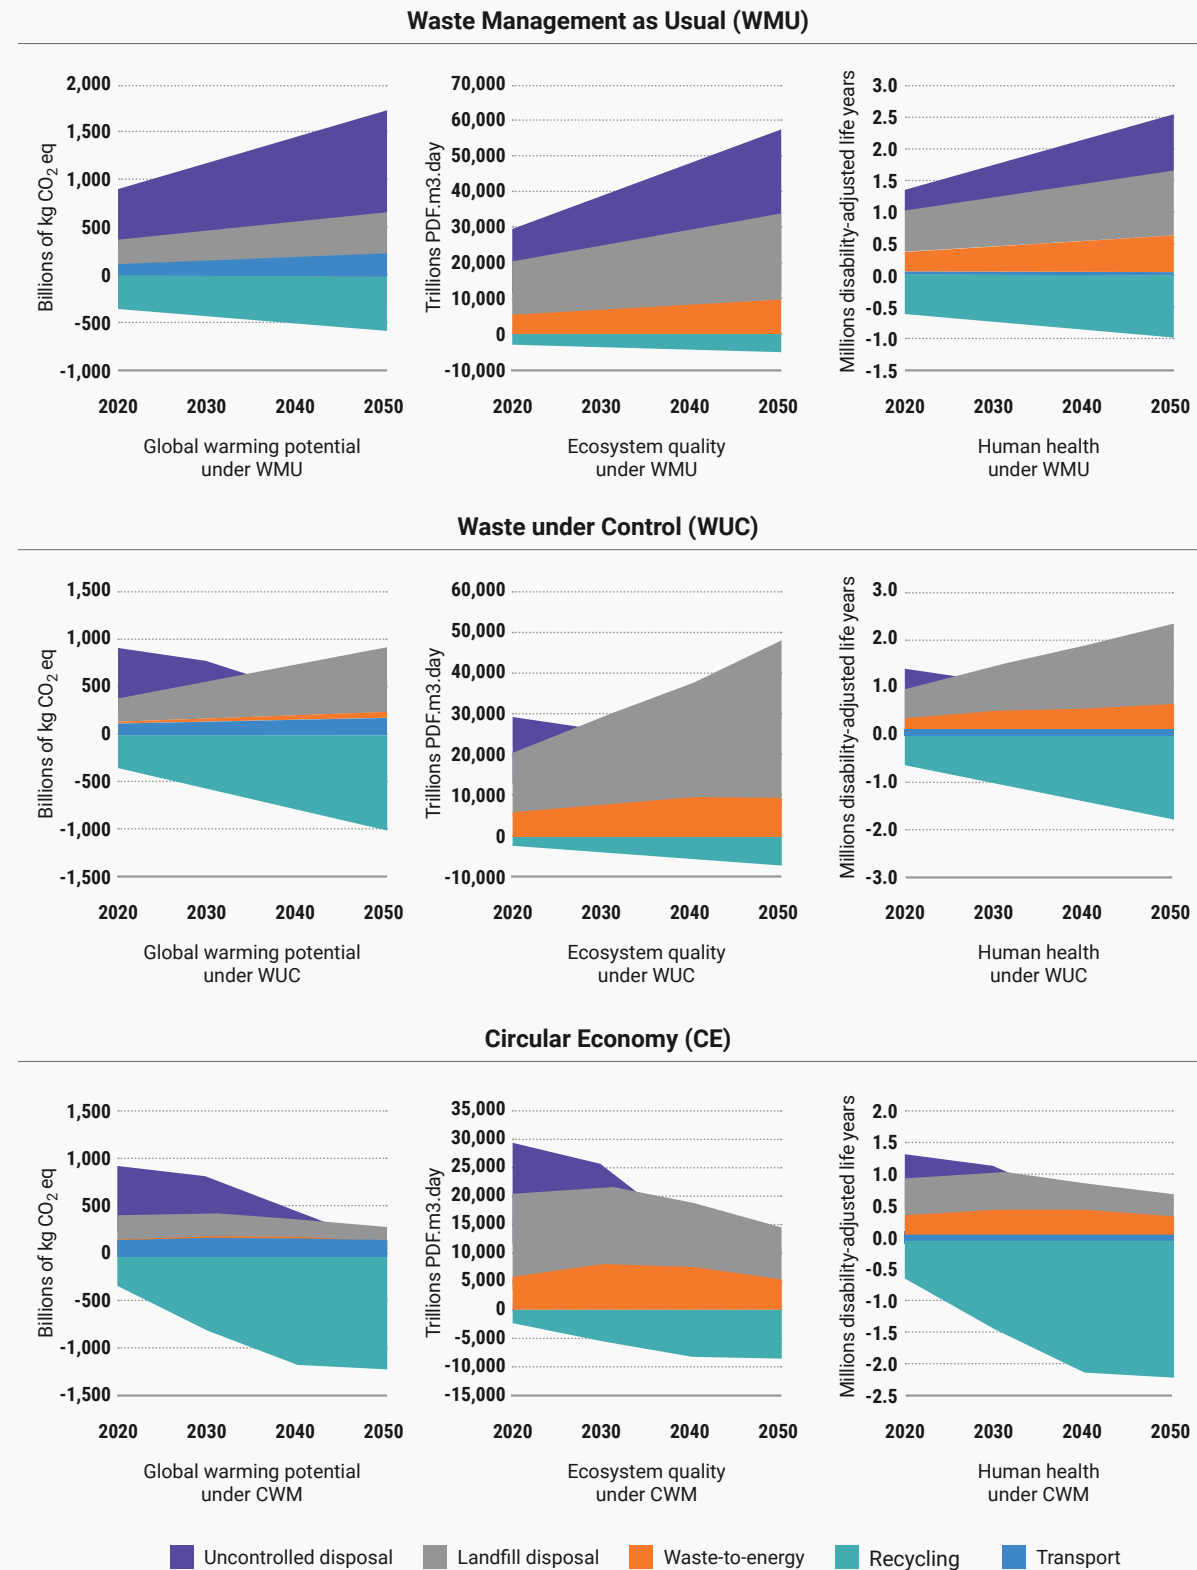 Waste Management as Usual (WMU)
Billions of kg CO2 eq
2,000
1,500
1,000
500
0
-500
-1,000
2020 2030 2040 2050
Global warming potential
under WMU
Trillions PDF.m3.day
70,000
60,000
50,000
40,000
30,000
20,000
10,000
0
-10,000
2020 2030 2040 2050
Ecosystem quality
under WMU
Millions disability-adjusted life years
3.0
2.5
2.0
1.5
1.0
0.5
0.0
-0.5
-1.0
-1.5
2020 2030 2040 2050
Human health
under WMU
Waste under Control (WUC)
Billions of kg CO2 eq
1,500
1,000
500
0
-500
-1,000
-1,500
2020 2030 2040 2050
Global warming potential
under WUC
Trillions PDF.m3.day
60,000
50,000
40,000
30,000
20,000
10,000
0
-10,000
2020 2030 2040 2050
Ecosystem quality
under WUC
Millions disability-adjusted life years
3.0
2.0
1.0
0.0
-1.0
-2.0
-3.0
2020 2030 2040 2050
Human health
under WUC
Circular Economy (CE)
Billions of kg CO2 eq
1,500
1,000
500
0
-500
-1,000
-1,500
2020 2030 2040 2050
Global warming potential
under CWM
Trillions PDF.m3.day
35,000
30,000
25,000
20,000
15,000
10,000
5,000
0
-5,000
-10,000
-15,000
2020 2030 2040 2050
Ecosystem quality
under CWM
Millions disability-adjusted life years
2.0
1.5
1.0
0.5
0.0
-0.5
-1.0
-1.5
-2.0
-2.5
2020 2030 2040 2050
Human health
under CWM
Uncontrolled disposal Landfill disposal Waste-to-energy Recycling Transport